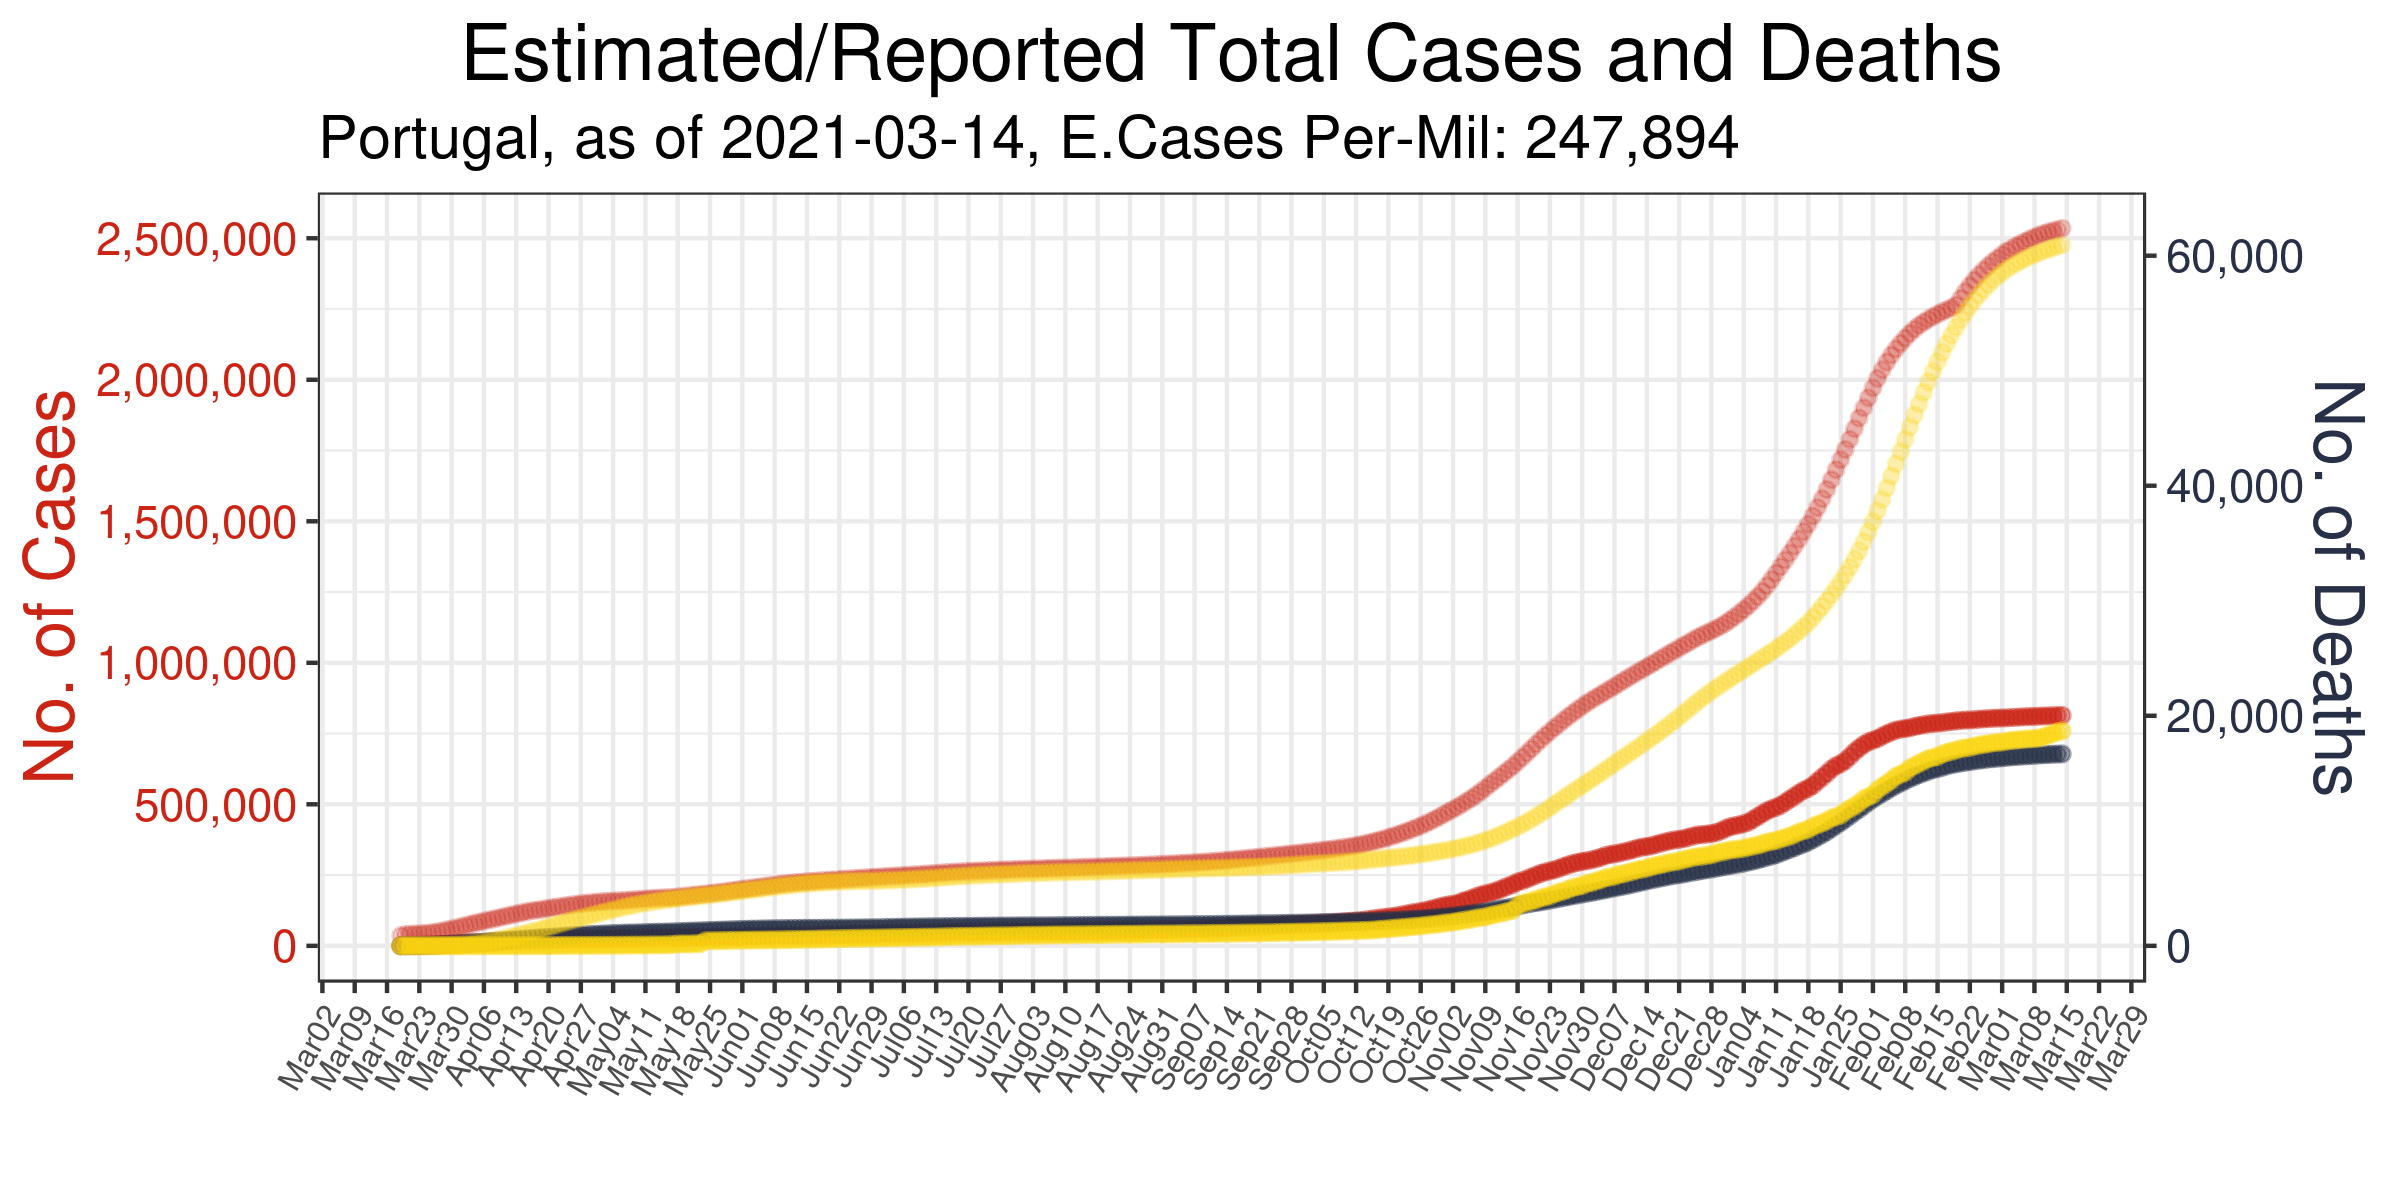 Estimated/Reported Total Cases and Deaths
Portugal, as of 2021-03-14, E.Cases Per-Mil: 247,894
No. of Cases
2,500,000
2,000,000
1,500,000
1,000,000
500,000
0
60,000
40,000
20,000
0
No. of Deaths
Mar02
Mar09
Mar16
Mar23
Mar30
Apr06
Apr13
Apr20
Apr27
May04
May11
May18
May25
Jun01
Jun08
Jun15
Jun22
Jun29
Jul06
Jul13
Jul20
Jul27
Aug03
Aug10
Aug17
Aug24
Aug31
Sep07
Sep14
Sep21
Sep28
Oct05
Oct12
Oct19
Oct26
Nov02
Nov09
Nov16
Nov23
Nov30
Dec07
Dec14
Dec21
Dec28
Jan04
Jan11
Jan18
Jan25
Feb01
Feb08
Feb15
Feb22
Mar01
Mar08
Mar15
Mar22
Mar29